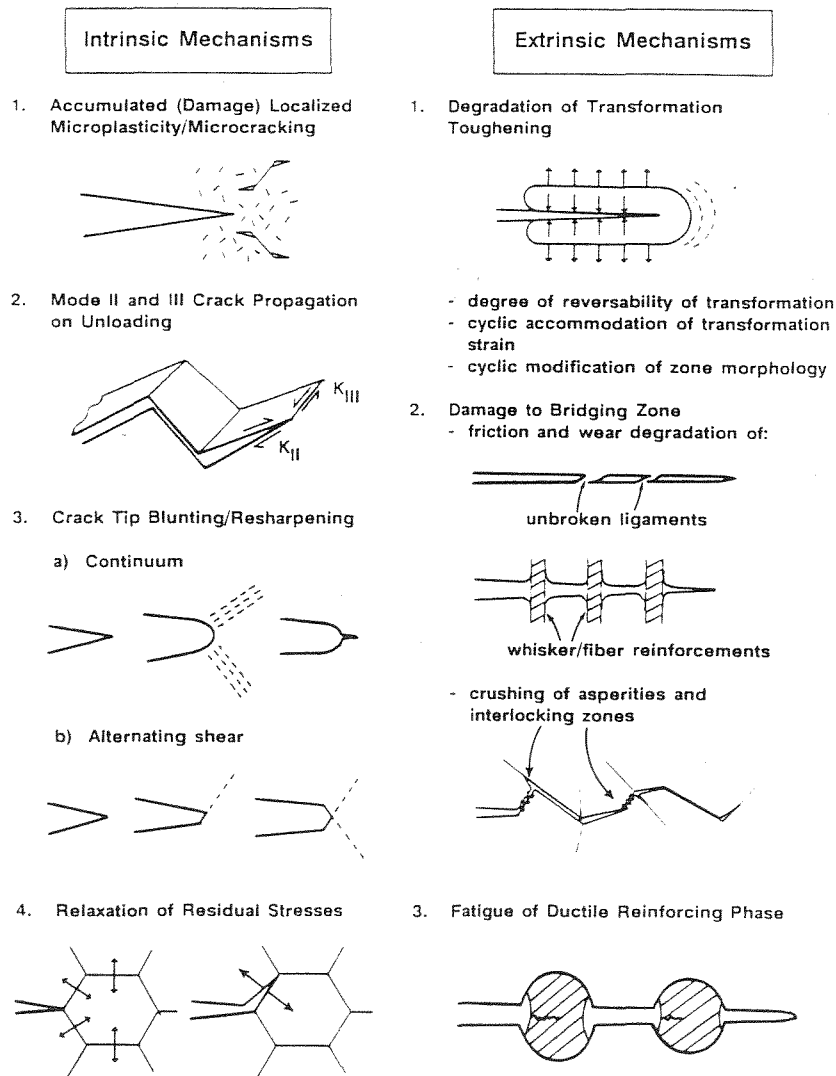 Intrinsic Mechanisms
1. Accumulated (Damage) Localized
Microplasticity/Microcracking
2. Mode II and III Crack Propagation
on Unloading
KIII
KII
3. Crack Tip Blunting/Resharpening
a) Continuum
b) Alternating shear
4. Relaxation of Residual Stresses
Extrinsic Mechanisms
1. Degradation of Transformation
Toughening
- degree of reversability of transformation
- cyclic accommodation of transformation
strain
- cyclic modification of zone morphology
2. Damage to Bridging Zone
- friction and wear degradation of:
unbroken ligaments
whisker/fiber reinforcements
- crushing of asperities and
interlocking zones
3. Fatigue of Ductile Reinforcing Phase